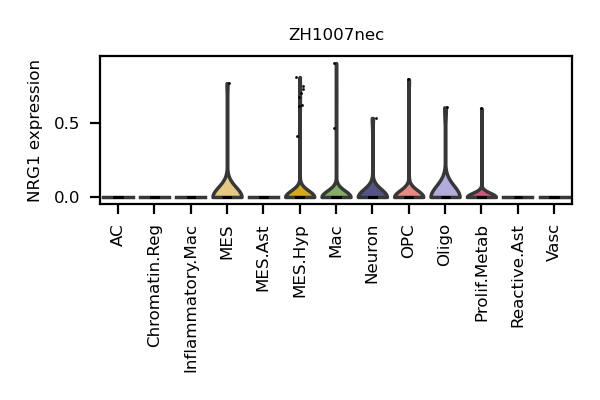 ZH1007nec
NRG1 expression
0.5
0.0
AC
Chromatin.Reg
Inflammatory.Mac
MES
MES.Ast
MES.Hyp
Mac
Neuron
OPC
Oligo
Prolif.Metab
Reactive.Ast
Vasc